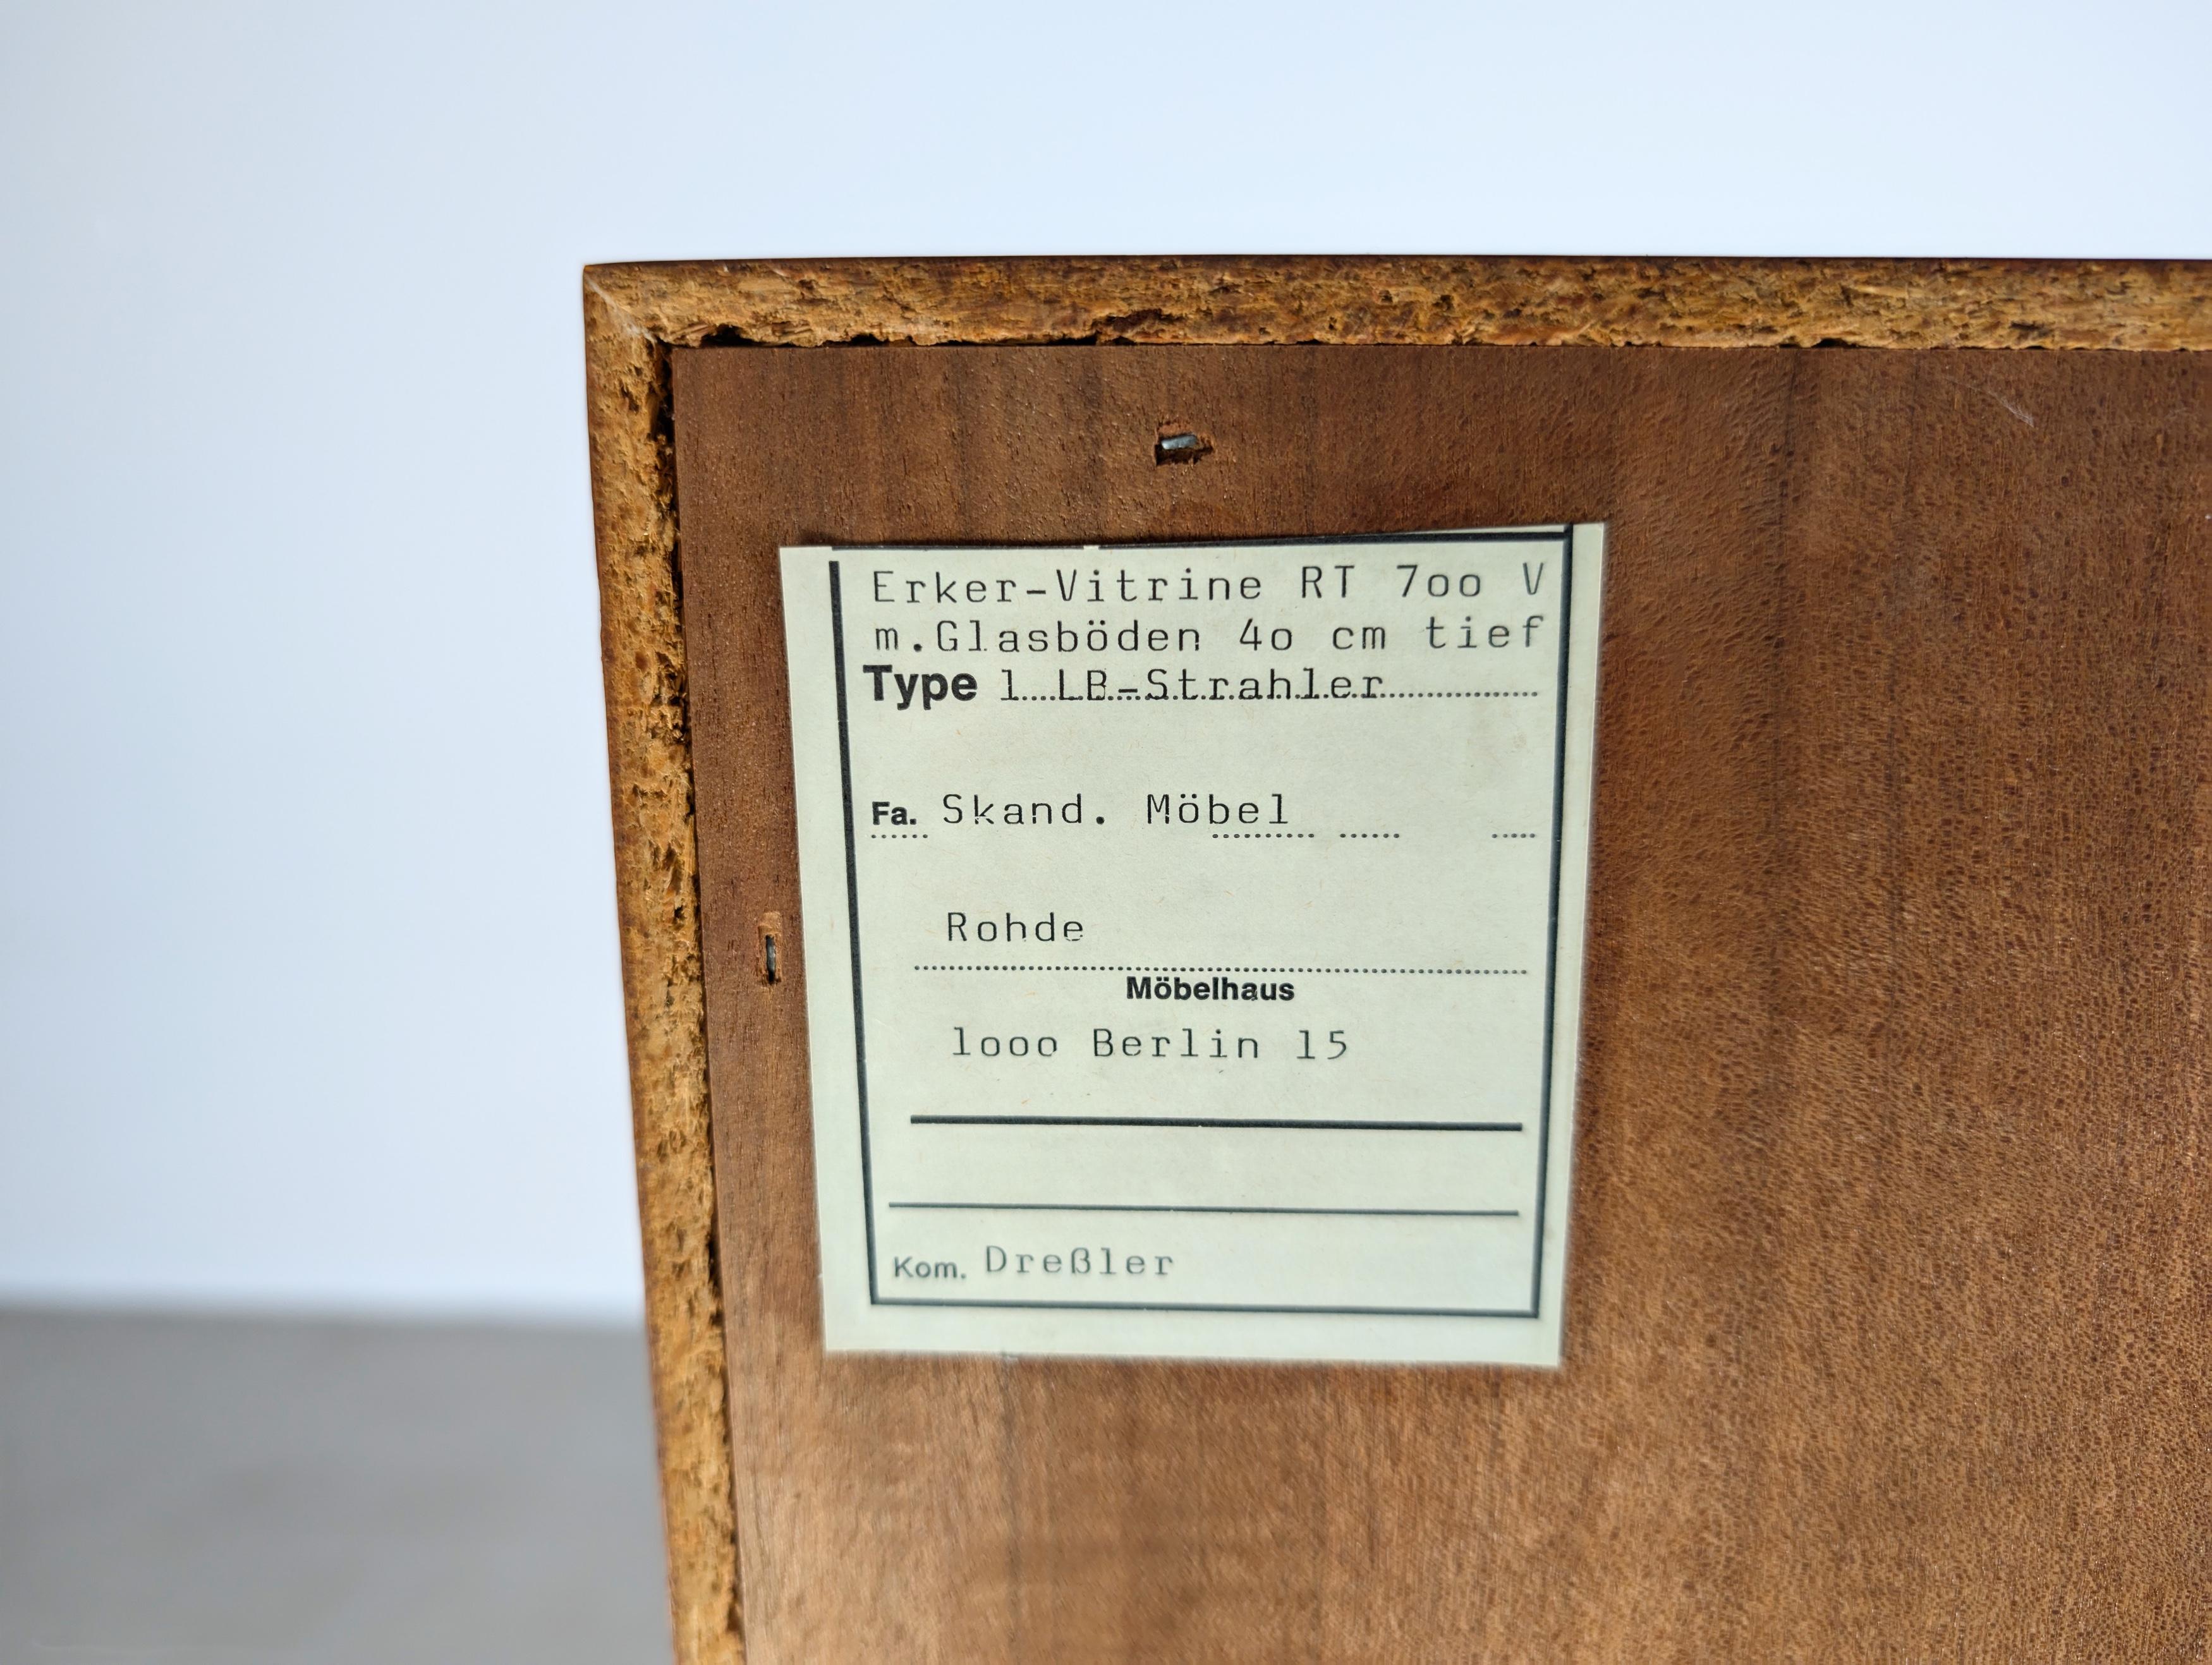 Erker-Vitrine RT 7oo V
m.Glasböden 4o cm tief
Type 1 LB-Strahler
Fa. Skand. Möbel
Rohde
Möbelhaus
looo Berlin 15
Kom. Dreßler